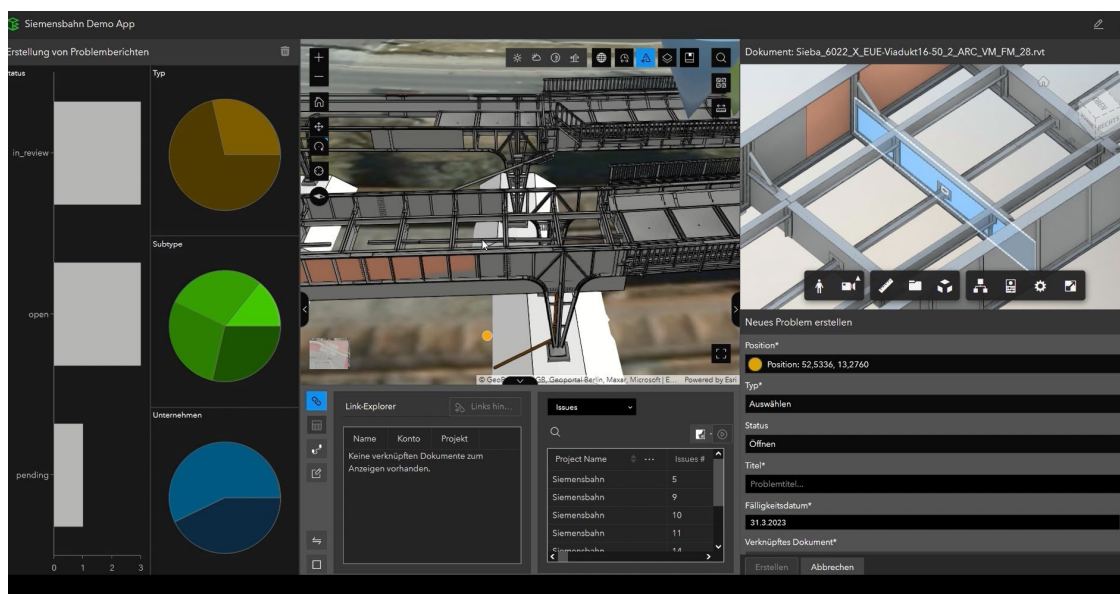 Siemensbahn Demo App
Erstellung von Problemberichten
Status
in_review
open
pending
0 1 2 3
Typ
Subtype
Unternehmen
Powered by Esri
Link-Explorer
Links hin...
Name Konto Projekt
Keine verknüpften Dokumente zum
Anzeigen vorhanden.
Issues
Project Name ... Issues #
Siemensbahn 5
Siemensbahn 9
Siemensbahn 10
Siemensbahn 11
Siemensbahn 14
Dokument: Sieba_6022_X_EUE-Viadukt16-50_2_ARC_VM_FM_28.rvt
RECHTS
Neues Problem erstellen
Position*
Position: 52,5336, 13,2760
Typ*
Auswählen
Status
Öffnen
Titel*
Problemtitel...
Fälligkeitsdatum*
31.3.2023
Verknüpftes Dokument*
Erstellen Abbrechen